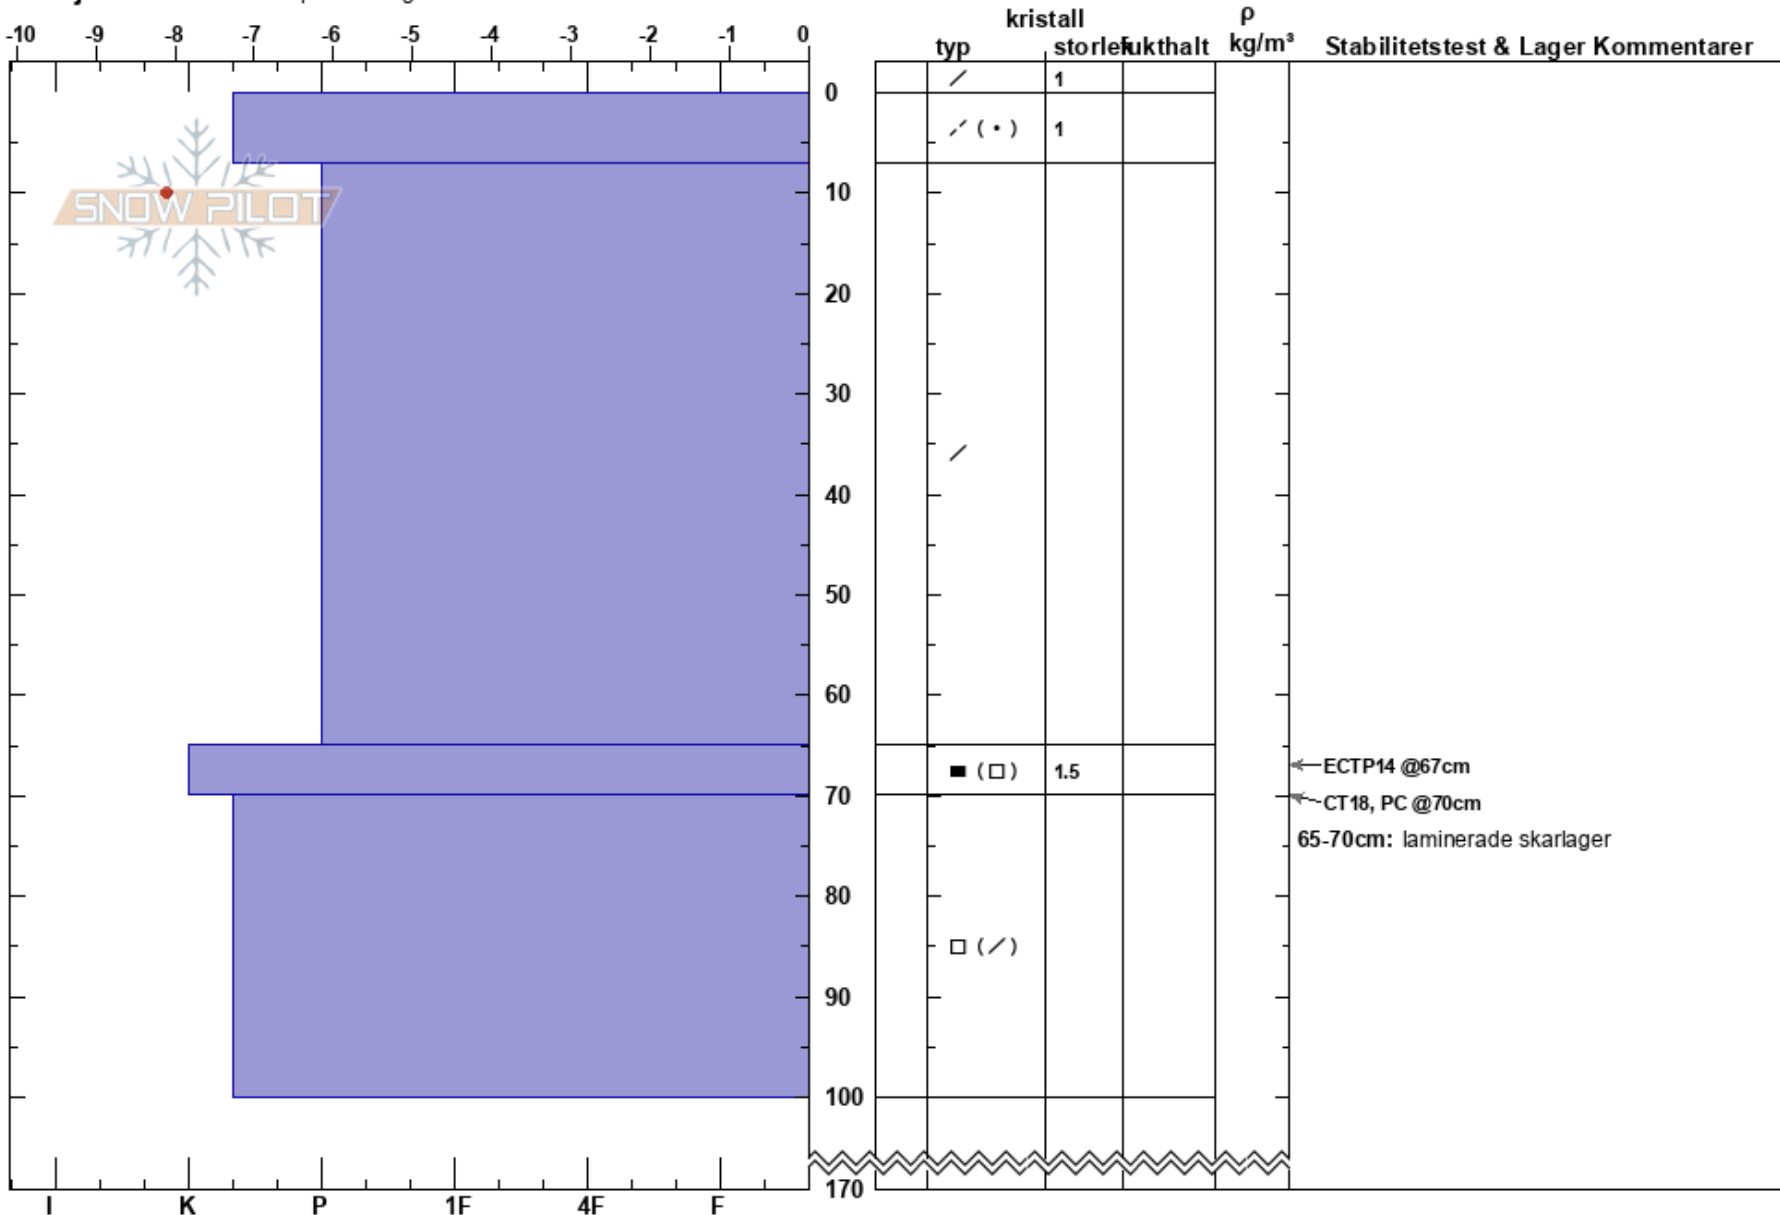 kristall ρ
-10 -9 -8 -7 -6 -5 -4 -3 -2 -1 0
typ storlek fukthalt kg/m³ Stabilitetstest & Lager Kommentarer
1
0
( • ) 1
SNOW PILOT
10
20
30
40
50
60
ECTP14 @67cm
( ) 1.5
70
CT18, PC @70cm
65-70cm: laminerade skarlager
80
90
100
170
I K P 1F 4F F